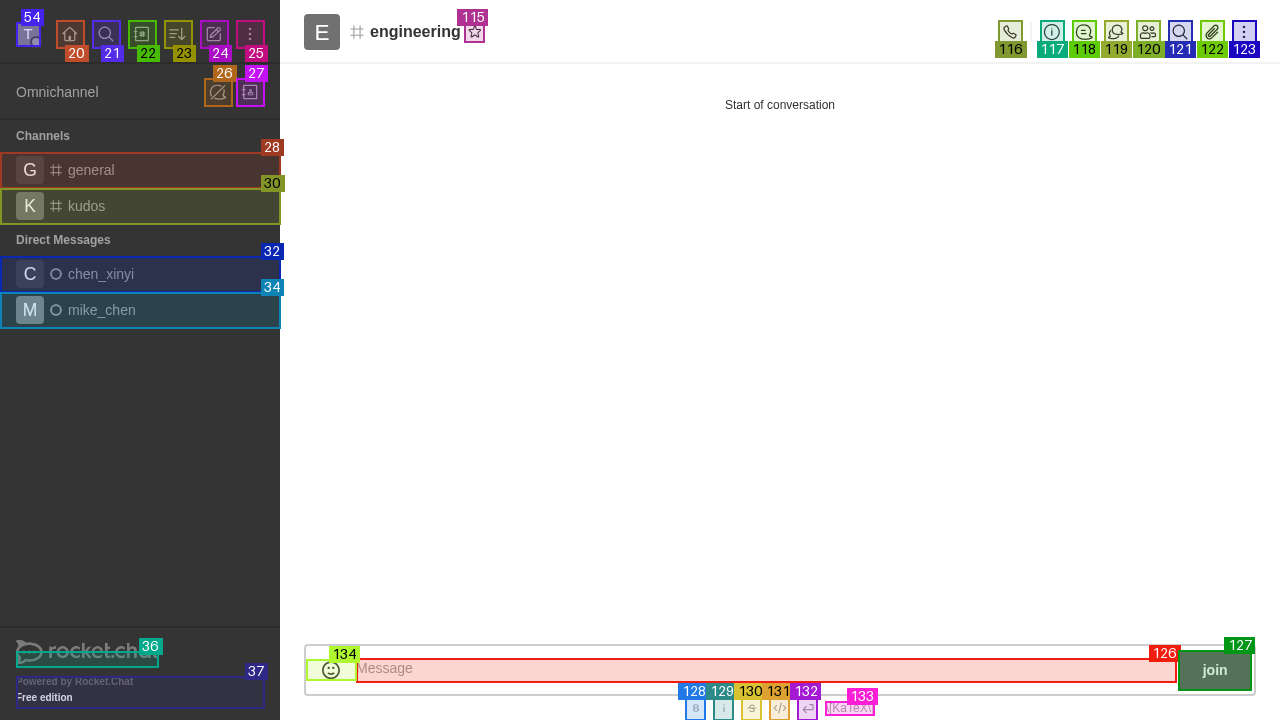 54
T
20
21
22
23
24
25
E
engineering
115
116
117
118
119
120
121
122
123
Omnichannel
26
27
Start of conversation
Channels
28
G general
30
K kudos
Direct Messages
32
C chen_xinyi
34
M mike_chen
36
rocket.cha
37
Powered by Rocket.Chat
Free edition
134
Message
126
127
join
128
129
130
131
132
133
B
i
S
</>
\[KaTeX\]